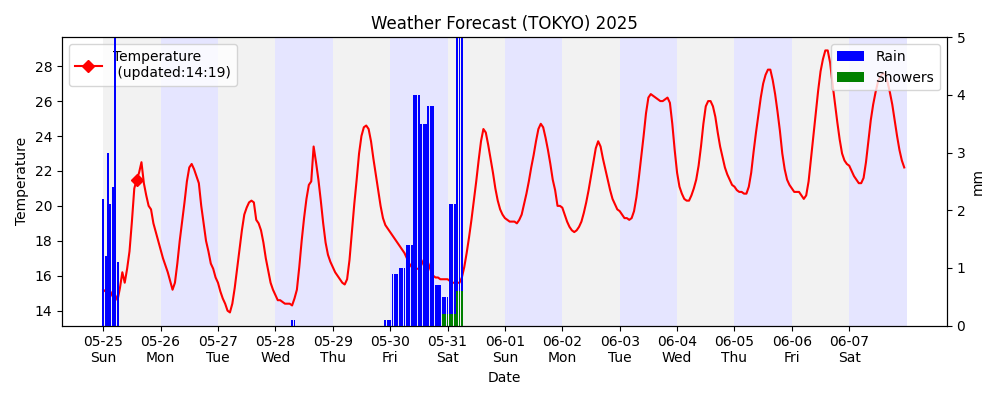 Weather Forecast (TOKYO) 2025
Temperature
(updated:14:19)
Rain
Showers
Temperature
28
26
24
22
20
18
16
14
5
4
3
2
1
0
mm
05-25 05-26 05-27 05-28 05-29 05-30 05-31 06-01 06-02 06-03 06-04 06-05 06-06 06-07
Sun Mon Tue Wed Thu Fri Sat Sun Mon Tue Wed Thu Fri Sat
Date